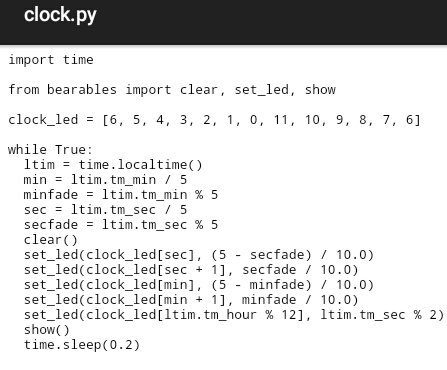 clock.py
import time
from bearables import clear, set_led, show
clock_led = [6, 5, 4, 3, 2, 1, 0, 11, 10, 9, 8, 7, 6]
while True:
  ltim = time.localtime()
  min = ltim.tm_min / 5
  minfade = ltim.tm_min % 5
  sec = ltim.tm_sec / 5
  secfade = ltim.tm_sec % 5
  clear()
  set_led(clock_led[sec], (5 - secfade) / 10.0)
  set_led(clock_led[sec + 1], secfade / 10.0)
  set_led(clock_led[min], (5 - minfade) / 10.0)
  set_led(clock_led[min + 1], minfade / 10.0)
  set_led(clock_led[ltim.tm_hour % 12], ltim.tm_sec % 2)
  show()
  time.sleep(0.2)